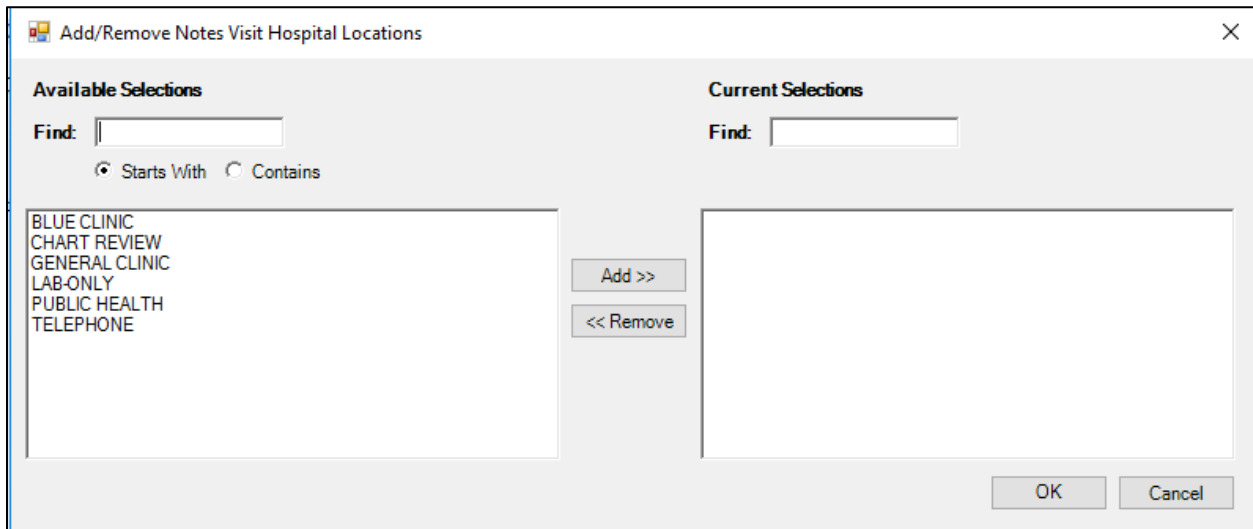 Add/Remove Notes Visit Hospital Locations
Available Selections
Current Selections
Find:
Find:
Starts With
Contains
BLUE CLINIC
CHART REVIEW
GENERAL CLINIC
LAB-ONLY
PUBLIC HEALTH
TELEPHONE
Add >>
<< Remove
OK
Cancel